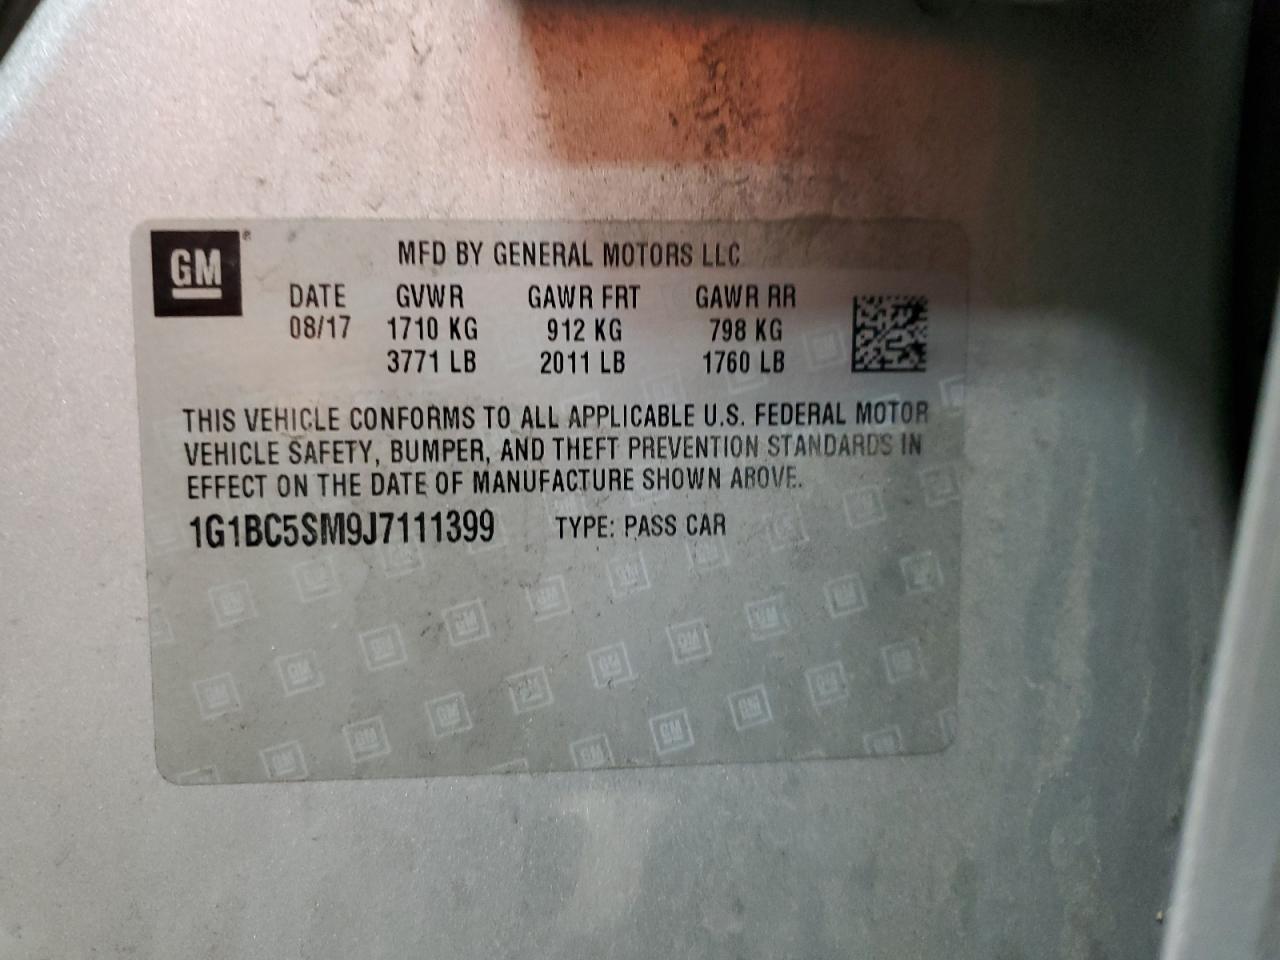 GM®
MFD BY GENERAL MOTORS LLC
DATE GVWR GAWR FRT GAWR RR
08/17 1710 KG 912 KG 798 KG
3771 LB 2011 LB 1760 LB
THIS VEHICLE CONFORMS TO ALL APPLICABLE U.S. FEDERAL MOTOR
VEHICLE SAFETY, BUMPER, AND THEFT PREVENTION STANDARDS IN
EFFECT ON THE DATE OF MANUFACTURE SHOWN ABOVE.
1G1BC5SM9J7111399 TYPE: PASS CAR